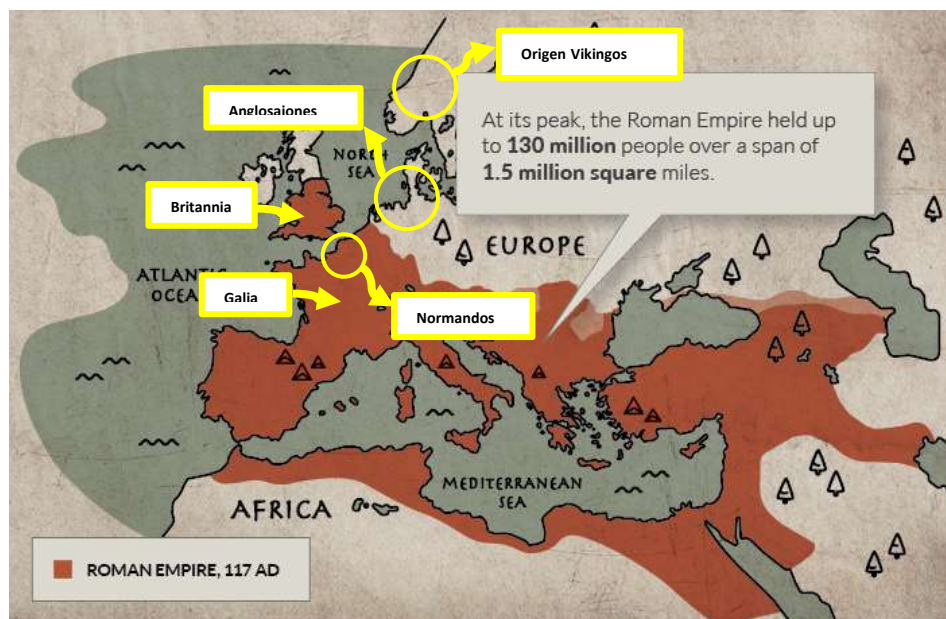 Origen Vikingos
Anglosajones
At its peak, the Roman Empire held up
to 130 million people over a span of
1.5 million square miles.
NORTH
SEA
Britannia
EUROPE
ATLANTIC
OCEAN
Galia
Normandos
MEDITERRANEAN
SEA
AFRICA
ROMAN EMPIRE, 117 AD